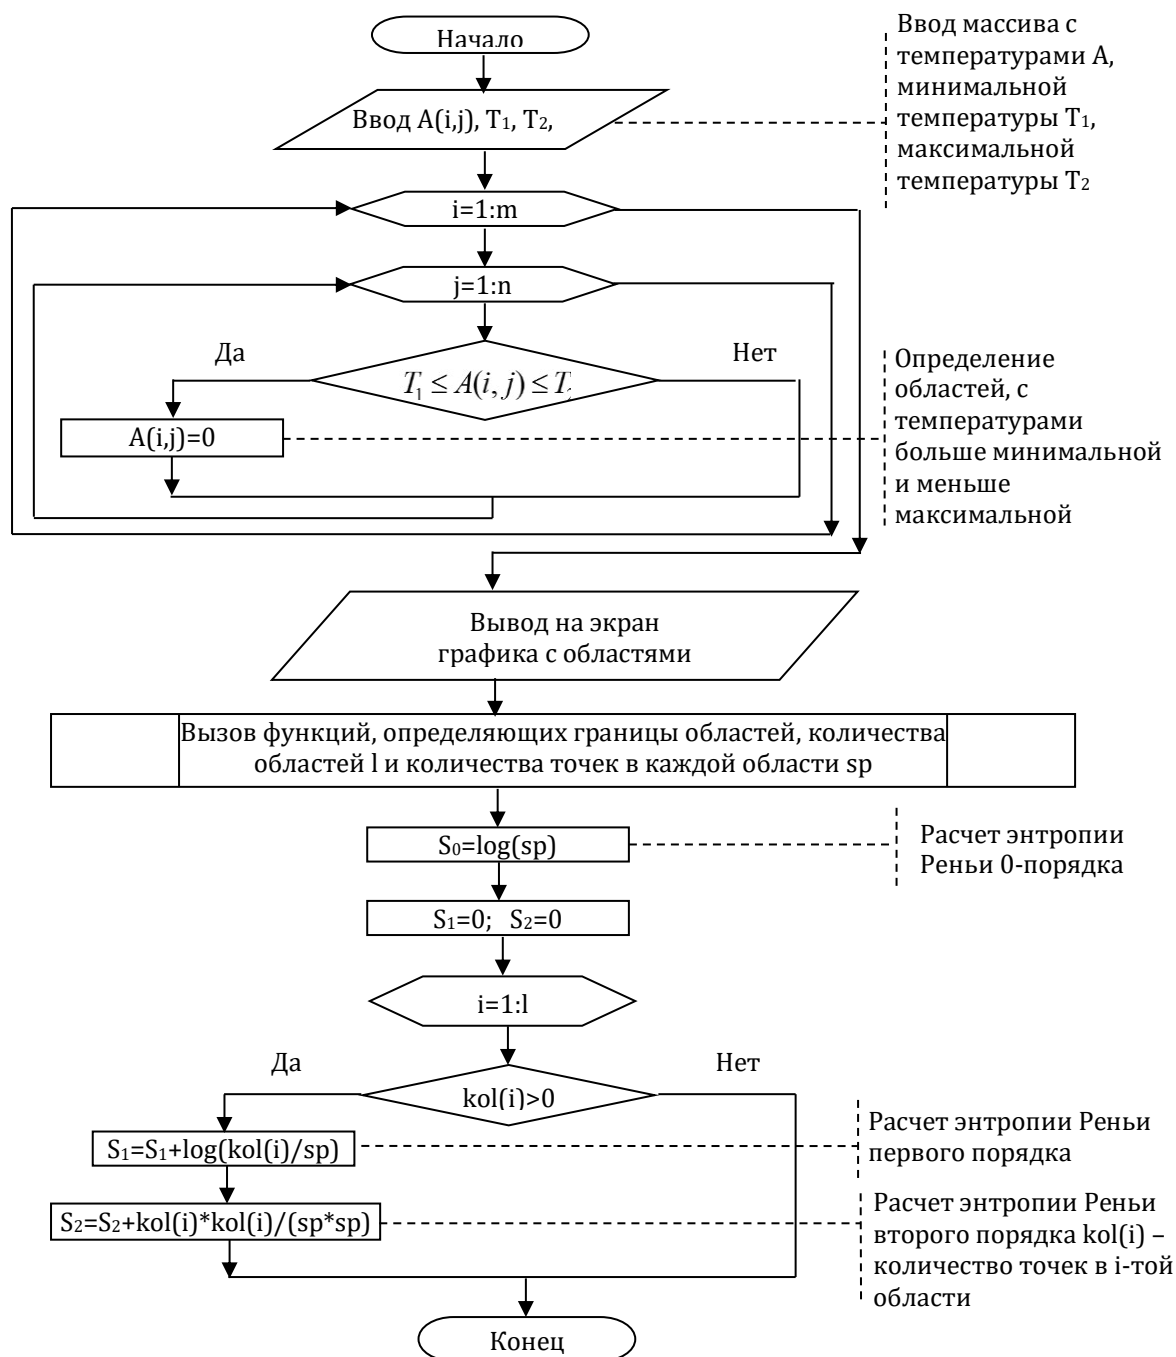 Начало
Ввод массива с
температурами А,
минимальной
температуры T₁,
максимальной
температуры T₂
Ввод A(i,j), T₁, T₂,
i=1:m
j=1:n
Да
Нет
T₁ ≤ A(i, j) ≤ T₂
A(i,j)=0
Определение
областей, с
температурами
больше минимальной
и меньше
максимальной
Вывод на экран
графика с областями
Вызов функций, определяющих границы областей, количества
областей l и количества точек в каждой области sp
S₀=log(sp)
Расчет энтропии
Реньи 0-порядка
S₁=0; S₂=0
i=1:l
Да
Нет
kol(i)>0
S₁=S₁+log(kol(i)/sp)
Расчет энтропии Реньи
первого порядка
S₂=S₂+kol(i)*kol(i)/(sp*sp)
Расчет энтропии Реньи
второго порядка kol(i) –
количество точек в i-той
области
Конец